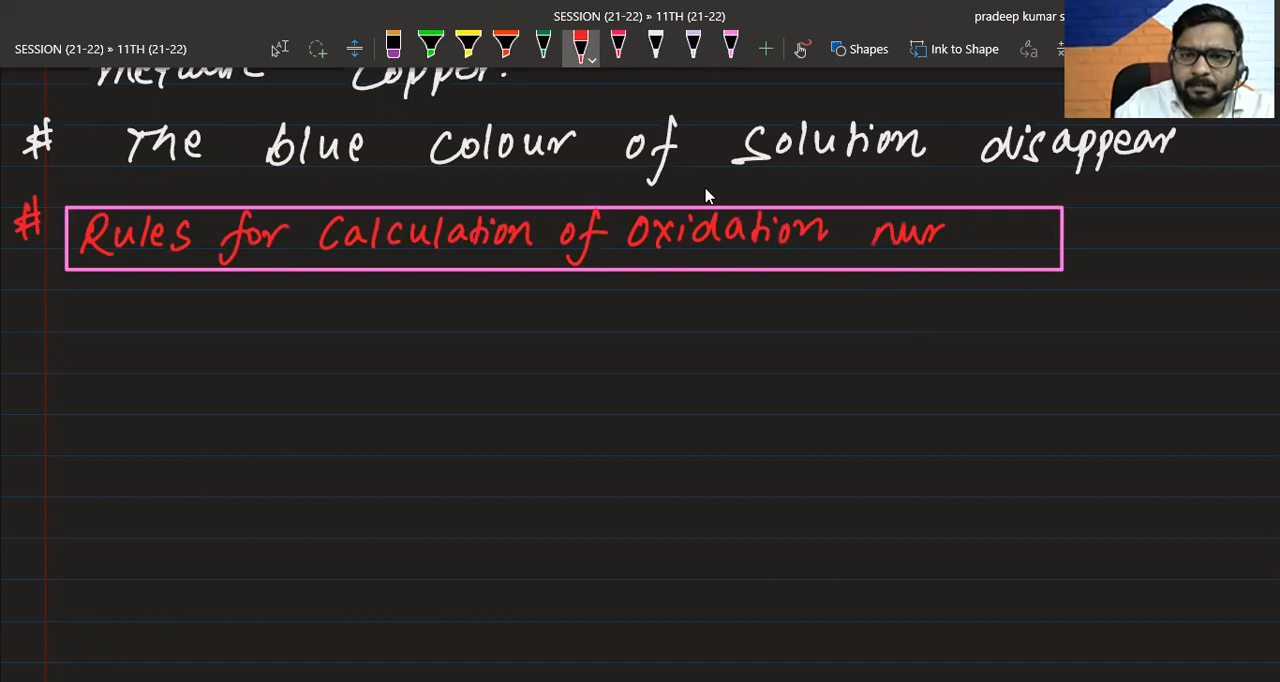 SESSION (21-22) » 11TH (21-22)
pradeep kumar s
SESSION (21-22) » 11TH (21-22)
Shapes
Ink to Shape
Copper.
# The blue colour of solution disappear
# Rules for Calculation of Oxidation num